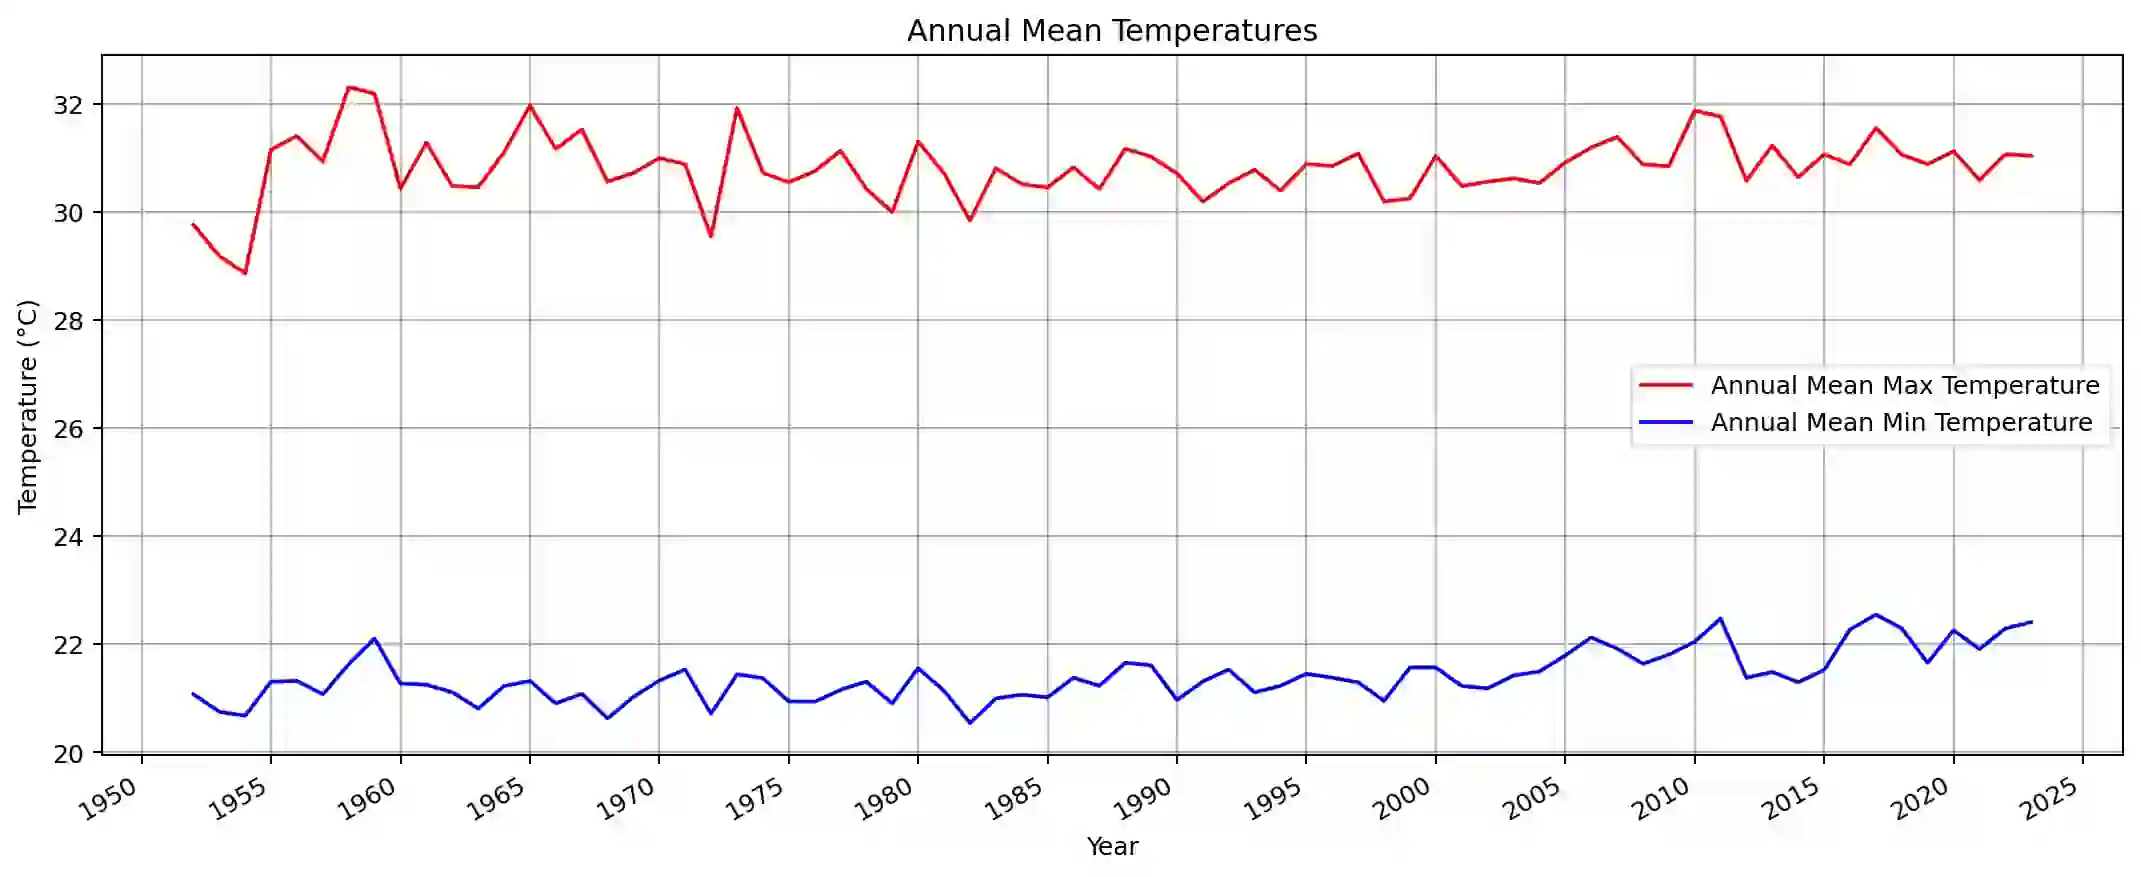 Annual Mean Temperatures
32
30
28
26
24
22
20
Temperature (°C)
Annual Mean Max Temperature
Annual Mean Min Temperature
1950 1955 1960 1965 1970 1975 1980 1985 1990 1995 2000 2005 2010 2015 2020 2025
Year